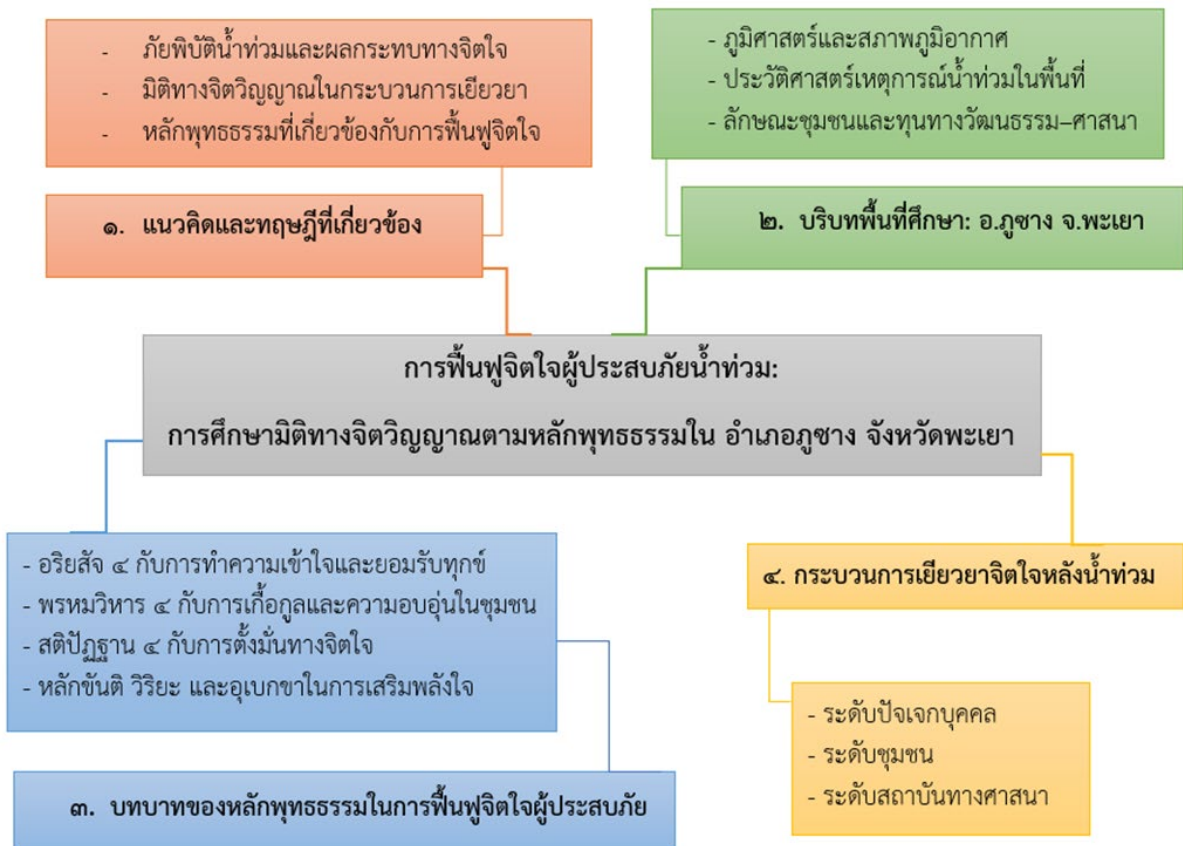 - ภัยพิบัติน้ำท่วมและผลกระทบทางจิตใจ
- มิติทางจิตวิญญาณในกระบวนการเยียวยา
- หลักพุทธธรรมที่เกี่ยวข้องกับการฟื้นฟูจิตใจ
๑. แนวคิดและทฤษฎีที่เกี่ยวข้อง
- ภูมิศาสตร์และสภาพภูมิอากาศ
- ประวัติศาสตร์เหตุการณ์น้ำท่วมในพื้นที่
- ลักษณะชุมชนและทุนทางวัฒนธรรม–ศาสนา
๒. บริบทพื้นที่ศึกษา: อ.ภูซาง จ.พะเยา
การฟื้นฟูจิตใจผู้ประสบภัยน้ำท่วม:
การศึกษามิติทางจิตวิญญาณตามหลักพุทธธรรมใน อำเภอภูซาง จังหวัดพะเยา
- อริยสัจ ๔ กับการทำความเข้าใจและยอมรับทุกข์
- พรหมวิหาร ๔ กับการเกื้อกูลและความอบอุ่นในชุมชน
- สติปัฏฐาน ๔ กับการตั้งมั่นทางจิตใจ
- หลักขันติ วิริยะ และอุเบกขาในการเสริมพลังใจ
๓. บทบาทของหลักพุทธธรรมในการฟื้นฟูจิตใจผู้ประสบภัย
๔. กระบวนการเยียวยาจิตใจหลังน้ำท่วม
- ระดับปัจเจกบุคคล
- ระดับชุมชน
- ระดับสถาบันทางศาสนา